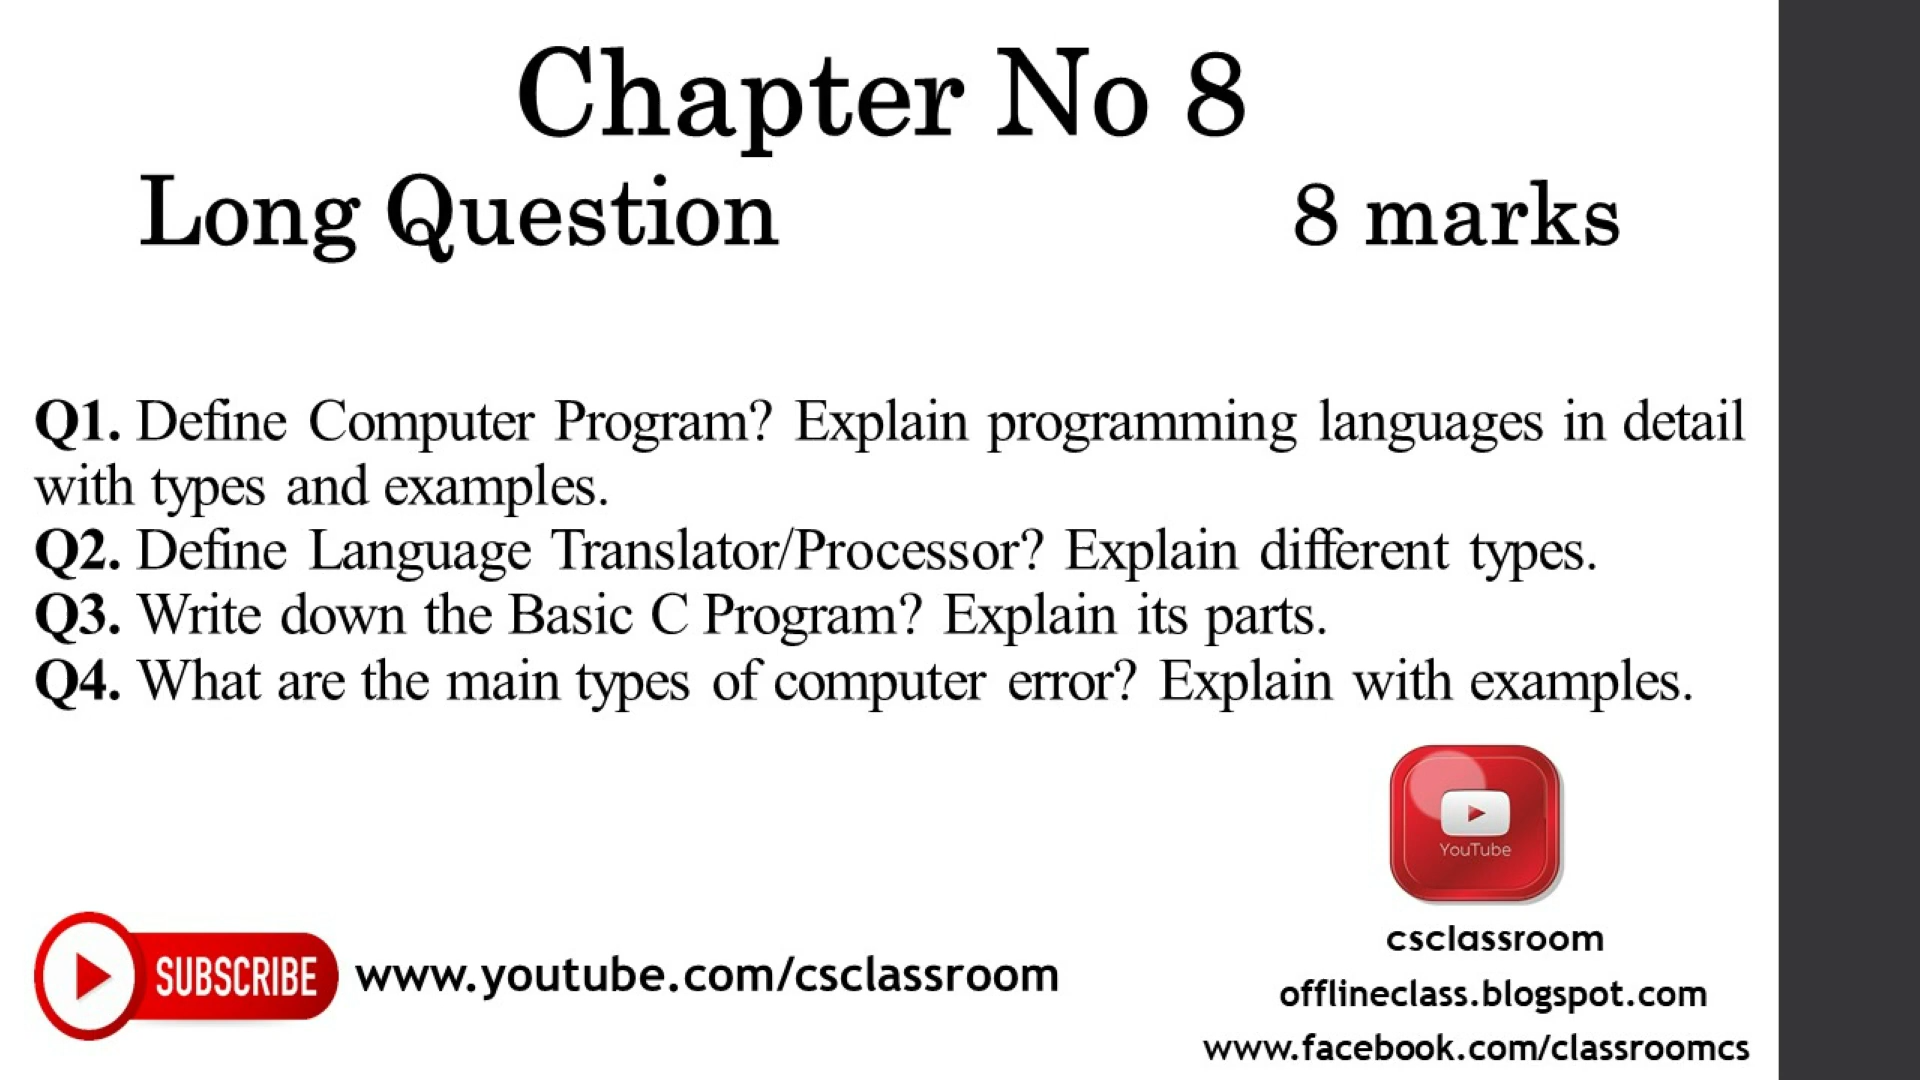 Chapter No 8
Long Question 8 marks
Q1. Define Computer Program? Explain programming languages in detail
with types and examples.
Q2. Define Language Translator/Processor? Explain different types.
Q3. Write down the Basic C Program? Explain its parts.
Q4. What are the main types of computer error? Explain with examples.
YouTube
csclassroom
SUBSCRIBE www.youtube.com/csclassroom
offlineclass.blogspot.com
www.facebook.com/classroomcs